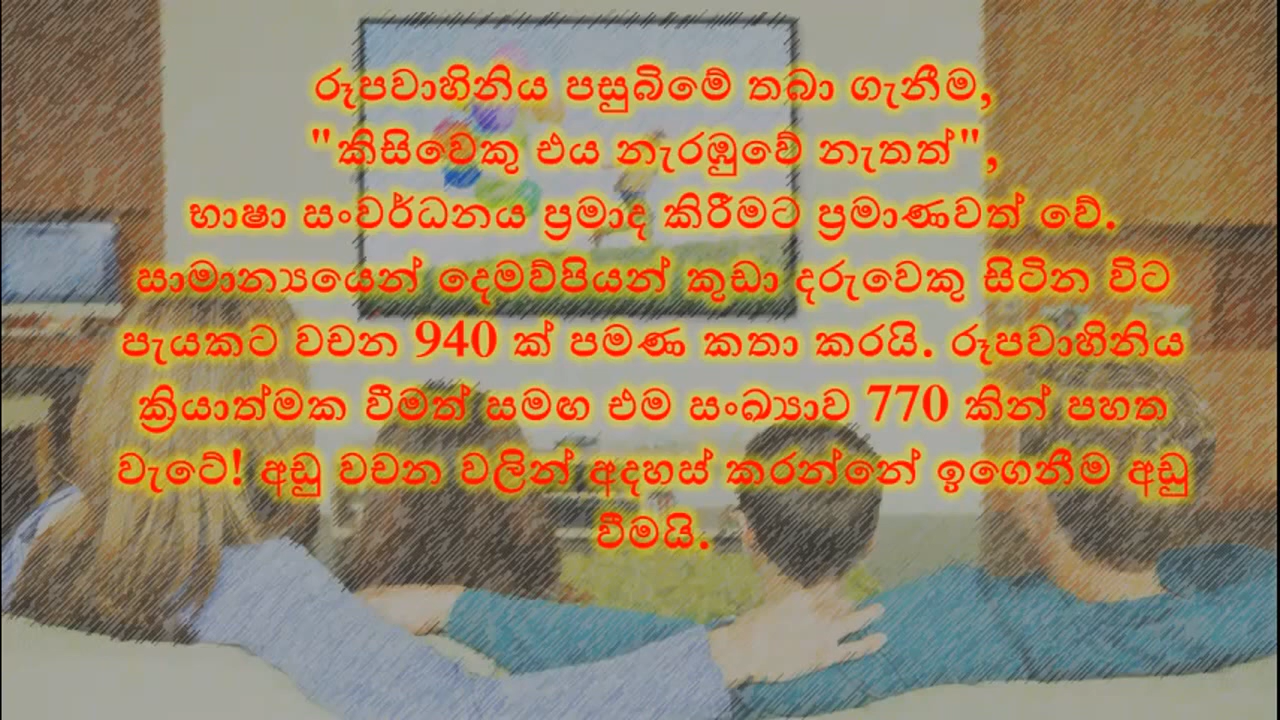 රූපවාහිනිය පසුබිමේ තබා ගැනීම,
"කිසිවෙකු එය නැරඹුවේ නැතත්",
භාෂා සංවර්ධනය ප්‍රමාද කිරීමට ප්‍රමාණවත් වේ.
සාමාන්‍යයෙන් දෙමව්පියන් කුඩා දරුවෙකු සිටින විට
පැයකට වචන 940 ක් පමණ කතා කරයි. රූපවාහිනිය
ක්‍රියාත්මක වීමත් සමඟ එම සංඛ්‍යාව 770 කින් පහත
වැටේ! අඩු වචන වලින් අදහස් කරන්නේ ඉගෙනීම අඩු
වීමයි.